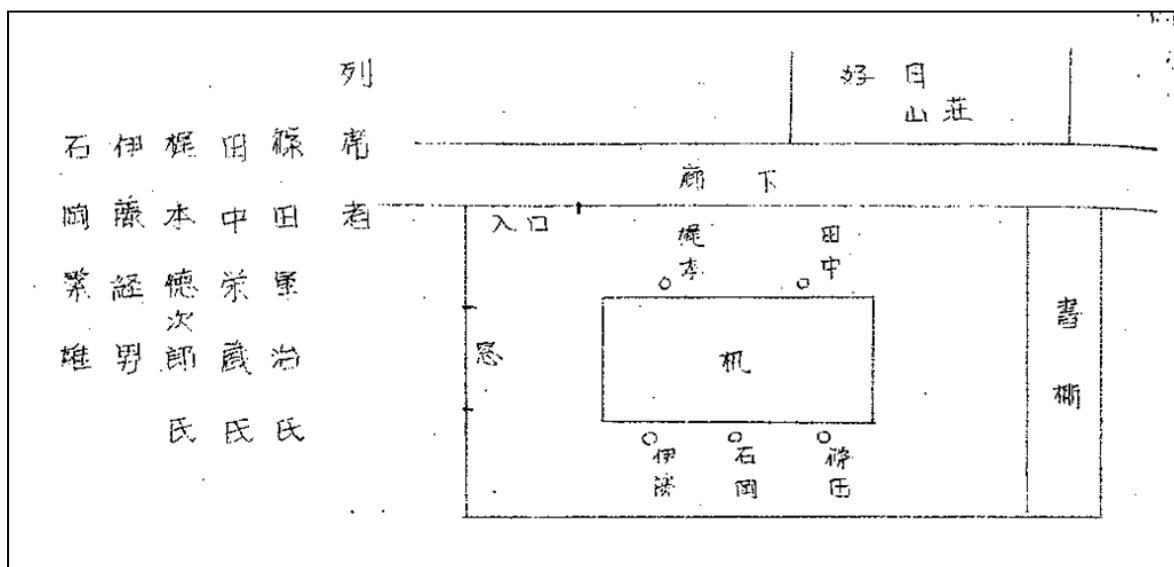 列席者
篠田軍治氏
田中栄蔵氏
梶本徳次郎氏
伊藤経男
石岡繁雄
好日
山荘
廊下
入口
梶本
田中
窓
机
書棚
伊藤
石岡
篠田